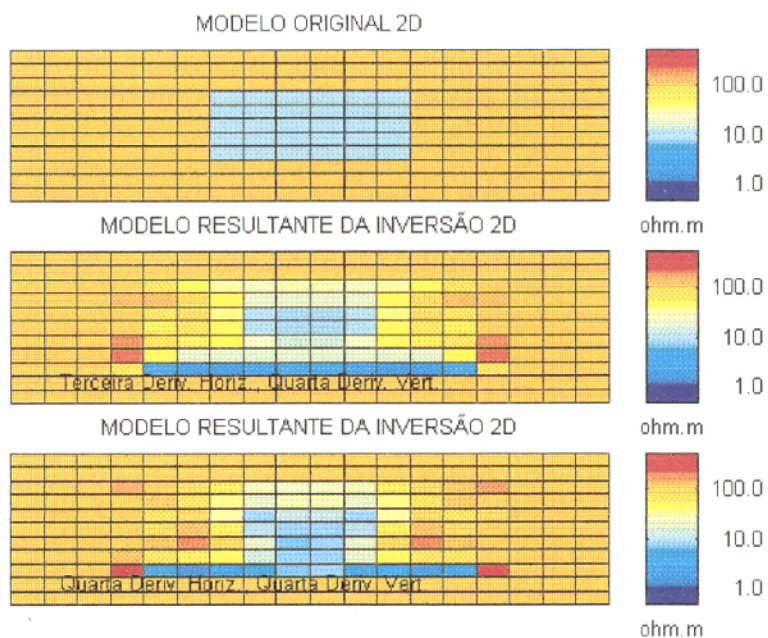 MODELO ORIGINAL 2D
100.0
10.0
1.0
ohm.m
MODELO RESULTANTE DA INVERSÃO 2D
100.0
10.0
1.0
ohm.m
Terceira Deriv. Horiz., Quarta Deriv. Vert.
MODELO RESULTANTE DA INVERSÃO 2D
100.0
10.0
1.0
ohm.m
Quarta Deriv. Horiz., Quarta Deriv. Vert.